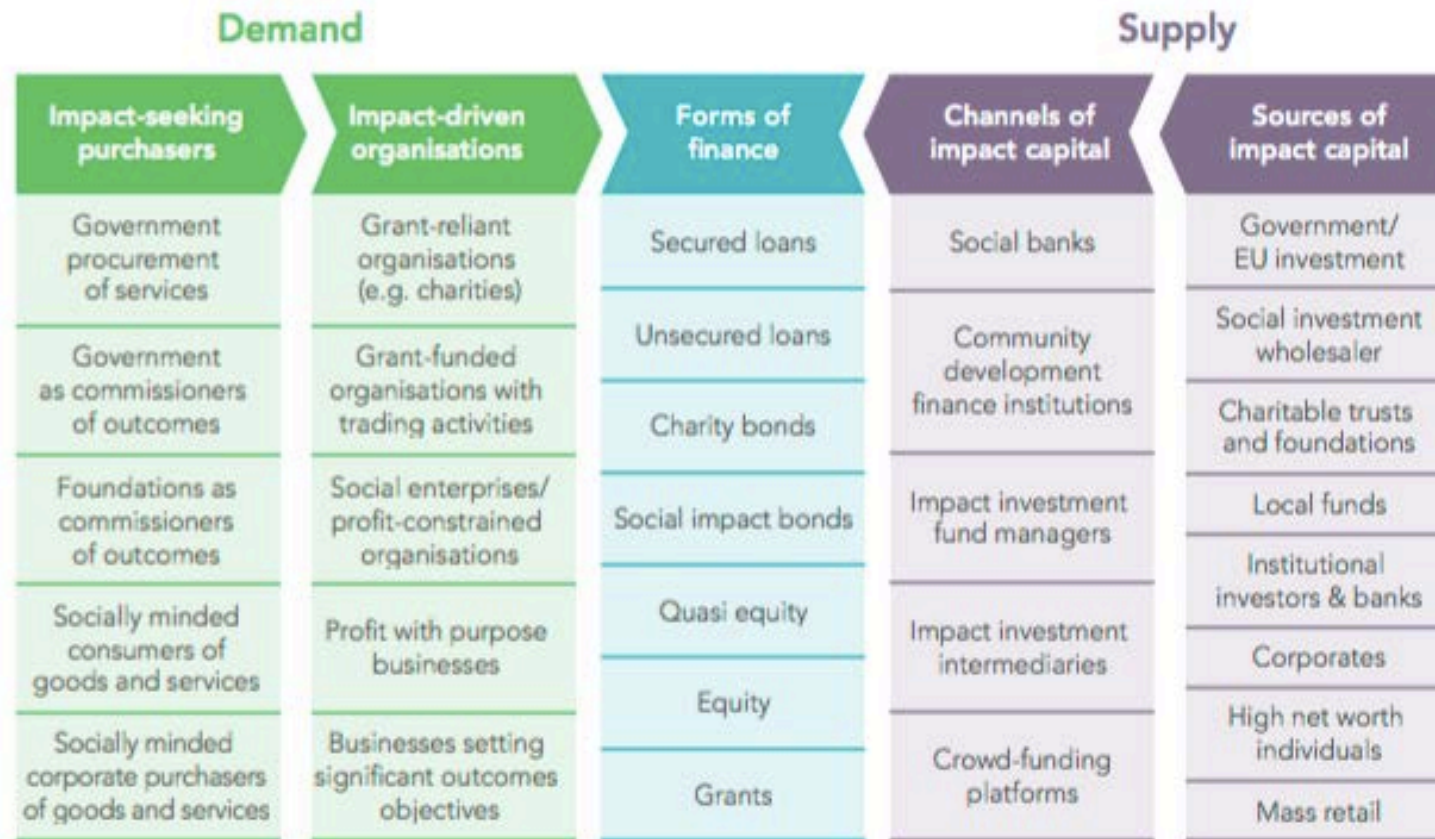 Demand
Supply
Impact-seeking
purchasers
Impact-driven
organisations
Forms of
finance
Channels of
impact capital
Sources of
impact capital
Government
procurement
of services
Government
as commissioners
of outcomes
Foundations as
commissioners
of outcomes
Socially minded
consumers of
goods and services
Socially minded
corporate purchasers
of goods and services
Grant-reliant
organisations
(e.g. charities)
Grant-funded
organisations with
trading activities
Social enterprises/
profit-constrained
organisations
Profit with purpose
businesses
Businesses setting
significant outcomes
objectives
Secured loans
Unsecured loans
Charity bonds
Social impact bonds
Quasi equity
Equity
Grants
Social banks
Community
development
finance institutions
Impact investment
fund managers
Impact investment
intermediaries
Crowd-funding
platforms
Government/
EU investment
Social investment
wholesaler
Charitable trusts
and foundations
Local funds
Institutional
investors & banks
Corporates
High net worth
individuals
Mass retail